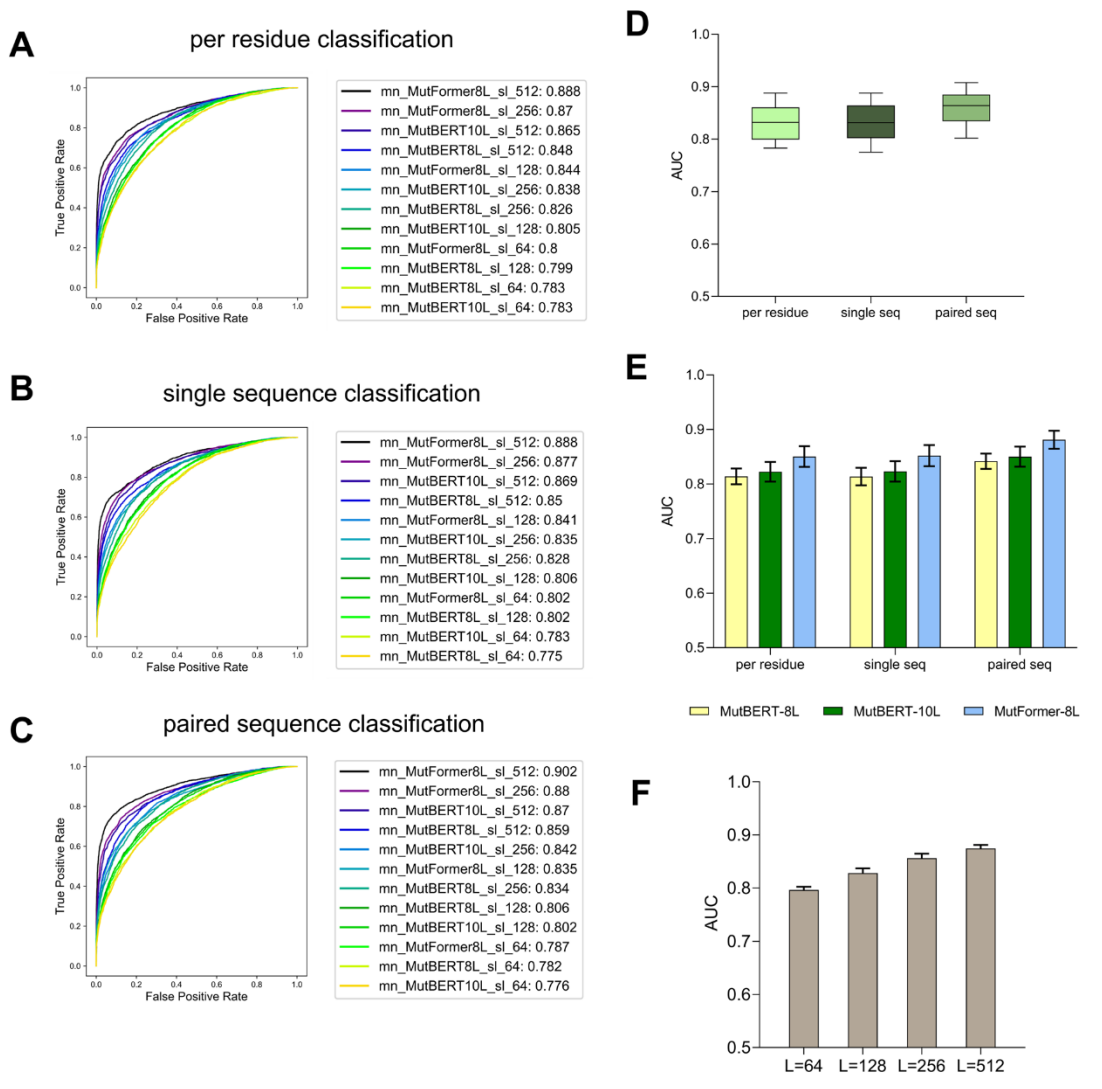 A
per residue classification
1.0
0.8
0.6
0.4
0.2
0.0
True Positive Rate
0.0 0.2 0.4 0.6 0.8 1.0
False Positive Rate
mn_MutFormer8L_sl_512: 0.888
mn_MutFormer8L_sl_256: 0.87
mn_MutBERT10L_sl_512: 0.865
mn_MutBERT8L_sl_512: 0.848
mn_MutFormer8L_sl_128: 0.844
mn_MutBERT10L_sl_256: 0.838
mn_MutBERT8L_sl_256: 0.826
mn_MutBERT10L_sl_128: 0.805
mn_MutFormer8L_sl_64: 0.8
mn_MutBERT8L_sl_128: 0.799
mn_MutBERT8L_sl_64: 0.783
mn_MutBERT10L_sl_64: 0.783
B
single sequence classification
1.0
0.8
0.6
0.4
0.2
0.0
True Positive Rate
0.0 0.2 0.4 0.6 0.8 1.0
False Positive Rate
mn_MutFormer8L_sl_512: 0.888
mn_MutFormer8L_sl_256: 0.877
mn_MutBERT10L_sl_512: 0.869
mn_MutBERT8L_sl_512: 0.85
mn_MutFormer8L_sl_128: 0.841
mn_MutBERT10L_sl_256: 0.835
mn_MutBERT8L_sl_256: 0.828
mn_MutBERT10L_sl_128: 0.806
mn_MutFormer8L_sl_64: 0.802
mn_MutBERT8L_sl_128: 0.802
mn_MutBERT10L_sl_64: 0.783
mn_MutBERT8L_sl_64: 0.775
C
paired sequence classification
1.0
0.8
0.6
0.4
0.2
0.0
True Positive Rate
0.0 0.2 0.4 0.6 0.8 1.0
False Positive Rate
mn_MutFormer8L_sl_512: 0.902
mn_MutFormer8L_sl_256: 0.88
mn_MutBERT10L_sl_512: 0.87
mn_MutBERT8L_sl_512: 0.859
mn_MutBERT10L_sl_256: 0.842
mn_MutFormer8L_sl_128: 0.835
mn_MutBERT8L_sl_256: 0.834
mn_MutBERT8L_sl_128: 0.806
mn_MutBERT10L_sl_128: 0.802
mn_MutFormer8L_sl_64: 0.787
mn_MutBERT8L_sl_64: 0.782
mn_MutBERT10L_sl_64: 0.776
D
1.0
0.9
0.8
0.7
0.6
0.5
AUC
per residue single seq paired seq
E
1.0
0.9
0.8
0.7
0.6
0.5
AUC
per residue single seq paired seq
MutBERT-8L MutBERT-10L MutFormer-8L
F
1.0
0.9
0.8
0.7
0.6
0.5
AUC
L=64 L=128 L=256 L=512